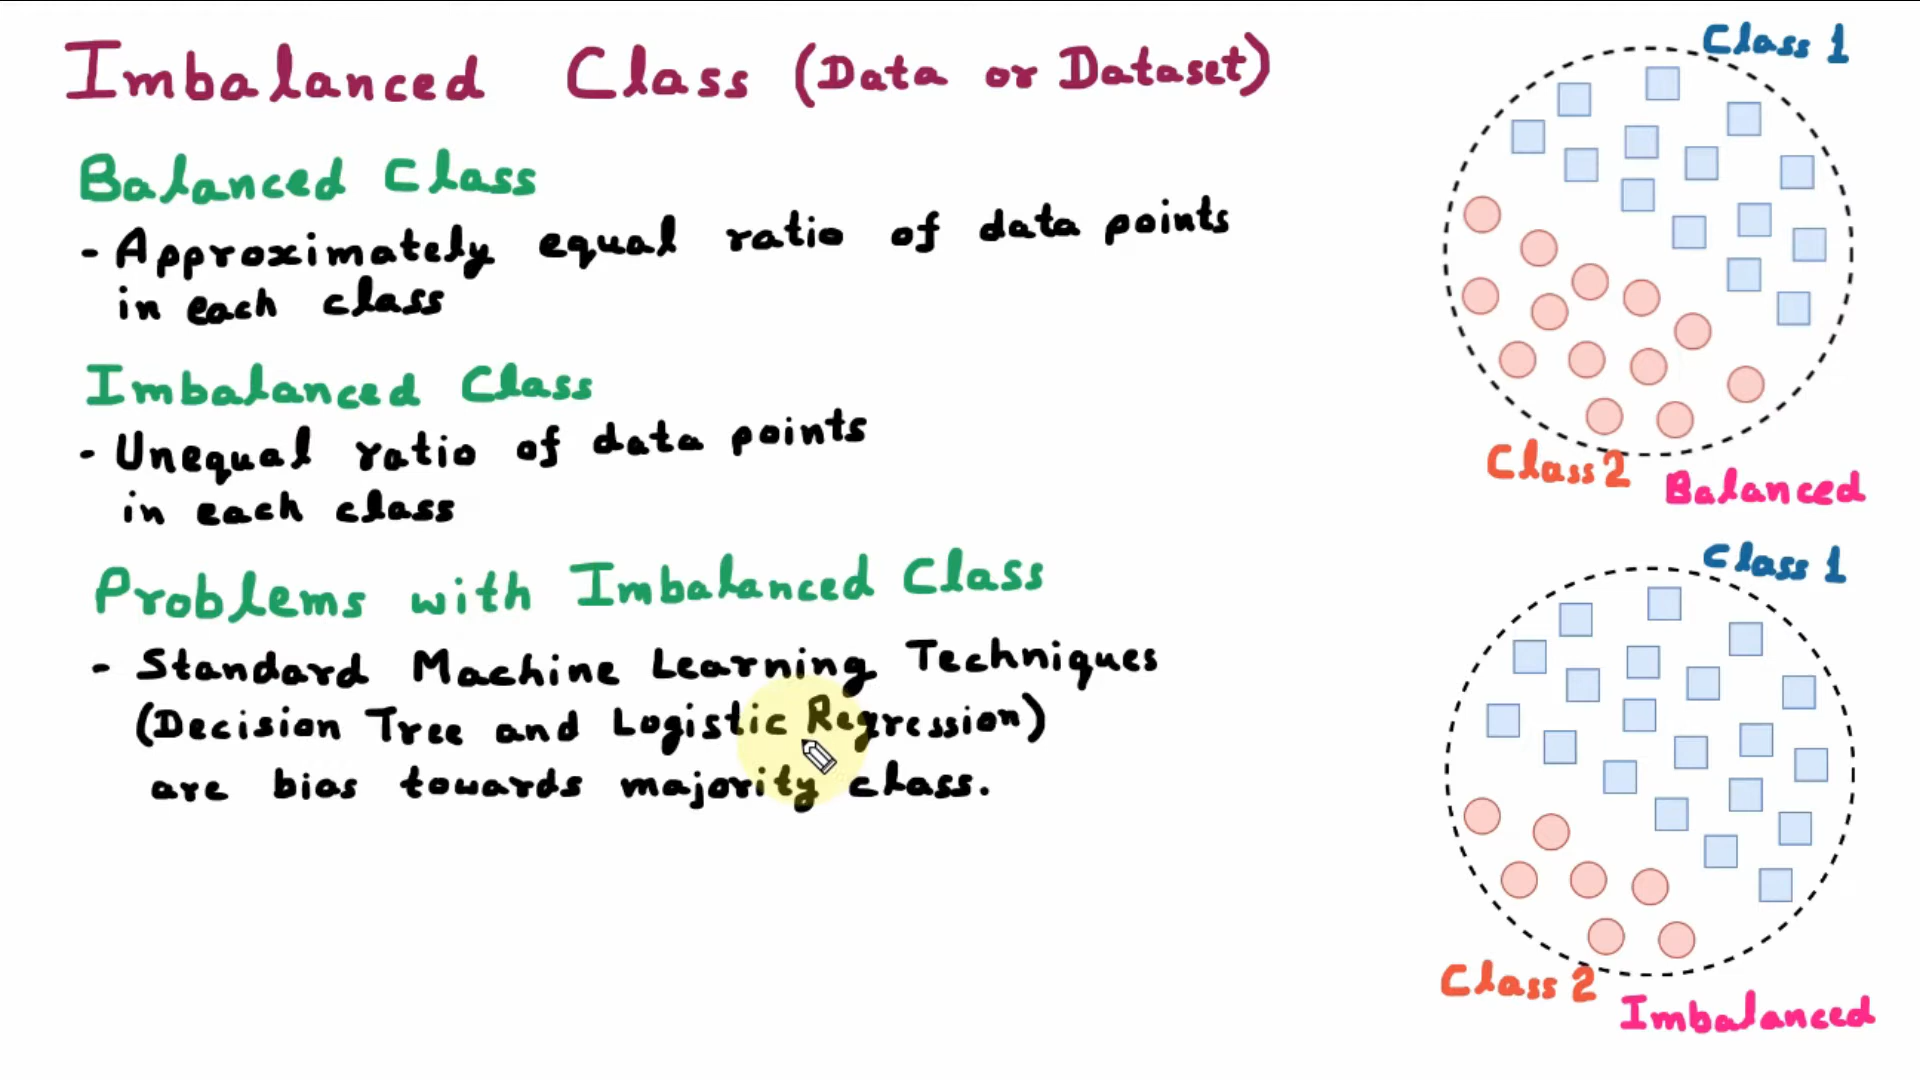 Imbalanced Class (Data or Dataset)
Balanced Class
- Approximately equal ratio of data points
in each class
Imbalanced Class
- Unequal ratio of data points
in each class
Problems with Imbalanced Class
- Standard Machine Learning Techniques
(Decision Tree and Logistic Regression)
are bias towards majority class.
Class 1
Class 2
Balanced
Class 1
Class 2
Imbalanced